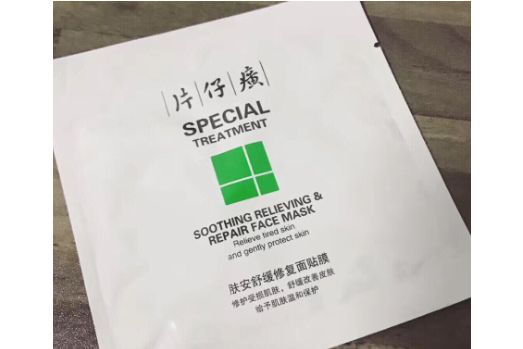 片仔癀
SPECIAL
TREATMENT
SOOTHING RELIEVING &
REPAIR FACE MASK
Relieve tired skin
and gently protect skin
肤安舒缓修复面贴膜
修护受损肌肤，舒缓改善皮肤
给予肌肤温和保护